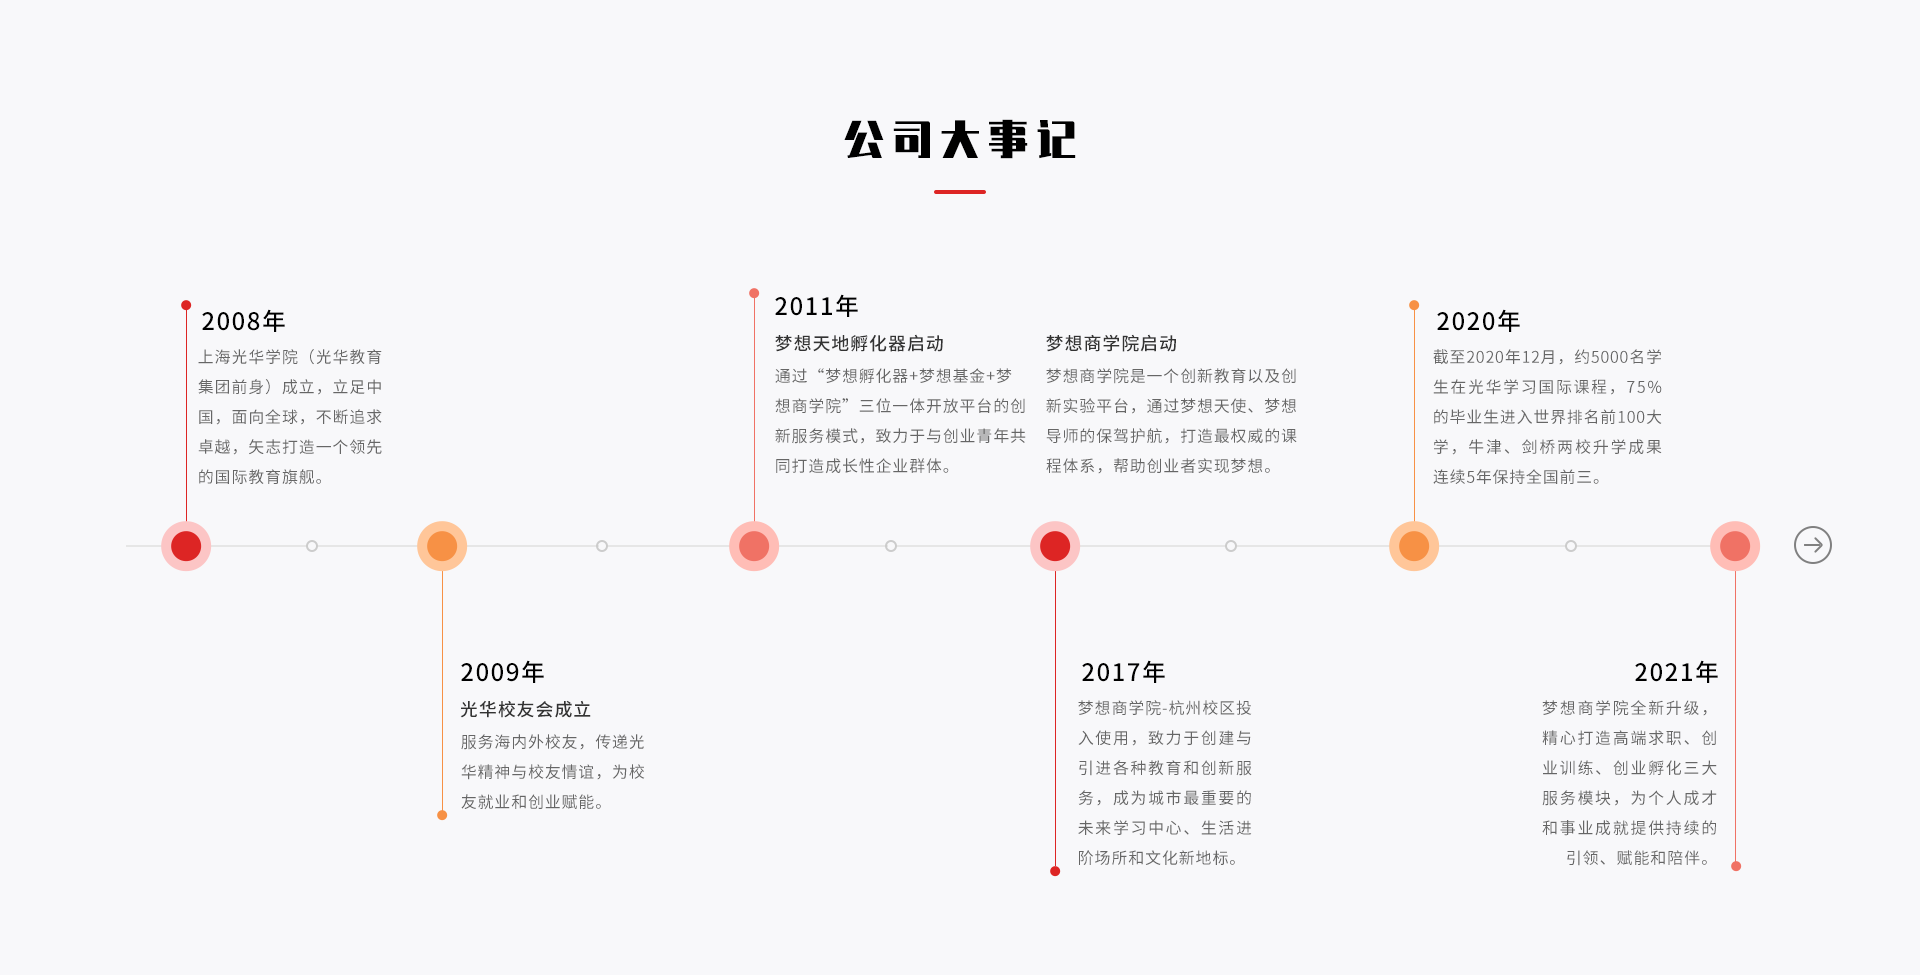 公司大事记
2008年
上海光华学院（光华教育
集团前身）成立，立足中
国，面向全球，不断追求
卓越，矢志打造一个领先
的国际教育旗舰。
2009年
光华校友会成立
服务海内外校友，传递光
华精神与校友情谊，为校
友就业和创业赋能。
2011年
梦想天地孵化器启动
通过“梦想孵化器+梦想基金+梦
想商学院”三位一体开放平台的创
新服务模式，致力于与创业青年共
同打造成长性企业群体。
梦想商学院启动
梦想商学院是一个创新教育以及创
新实验平台，通过梦想天使、梦想
导师的保驾护航，打造最权威的课
程体系，帮助创业者实现梦想。
2017年
梦想商学院-杭州校区投
入使用，致力于创建与
引进各种教育和创新服
务，成为城市最重要的
未来学习中心、生活进
阶场所和文化新地标。
2020年
截至2020年12月，约5000名学
生在光华学习国际课程，75%
的毕业生进入世界排名前100大
学，牛津、剑桥两校升学成果
连续5年保持全国前三。
2021年
梦想商学院全新升级，
精心打造高端求职、创
业训练、创业孵化三大
服务模块，为个人成才
和事业成就提供持续的
引领、赋能和陪伴。